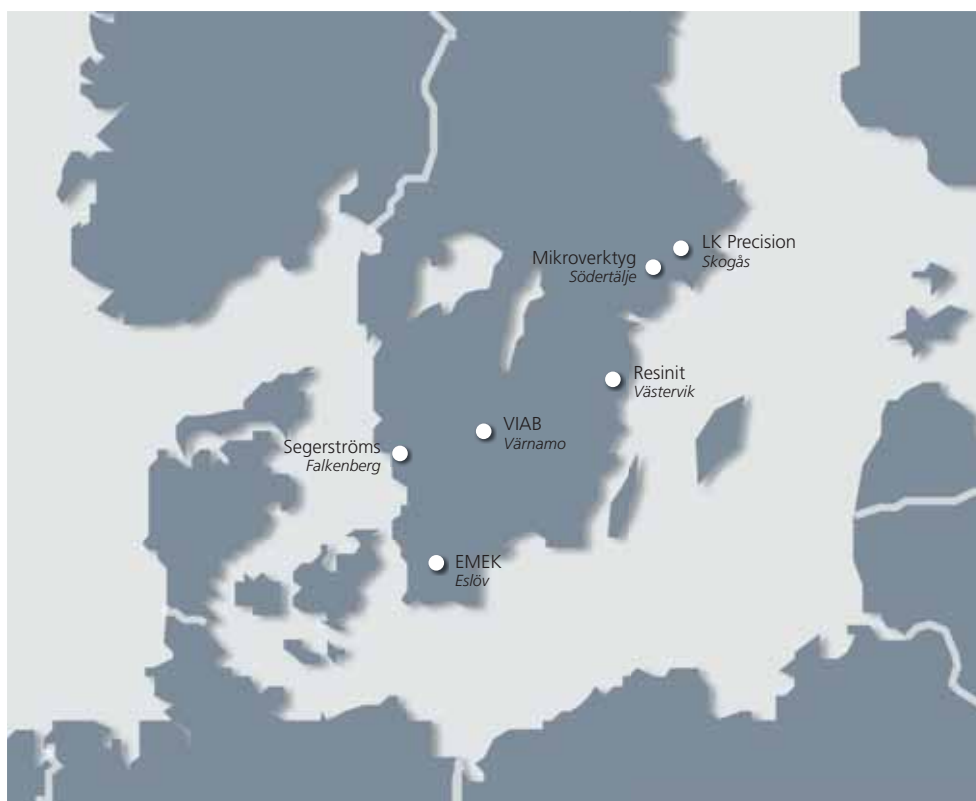 LK Precision
Skogås
Mikroverktyg
Södertälje
Resinit
Västervik
VIAB
Värnamo
Segerströms
Falkenberg
EMEK
Eslöv